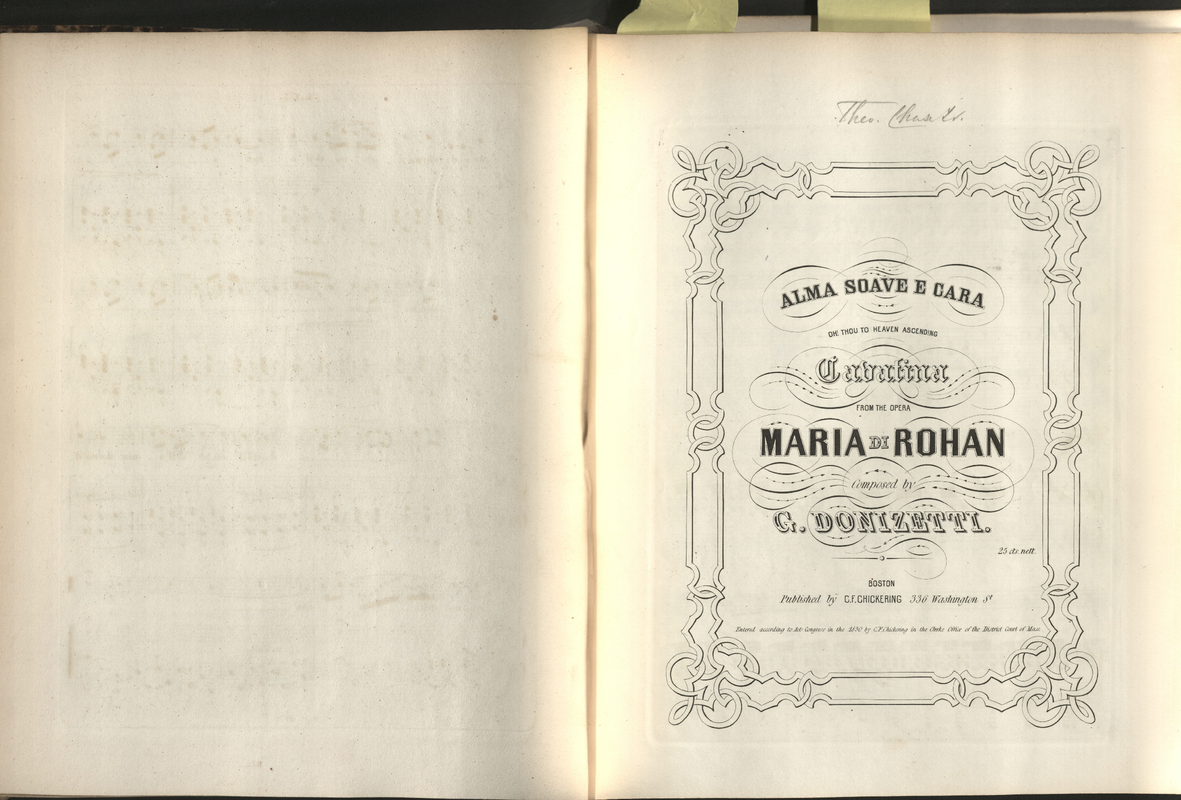 Theo. Chase Jr.
ALMA SOAVE E CARA
OH! THOU TO HEAVEN ASCENDING
Cavatina
FROM THE OPERA
MARIA DI ROHAN
Composed by
G. DONIZETTI.
25 cts. nett.
BOSTON
Published by C.F. CHICKERING 336 Washington St
Entered according to Act Congress in the 1850 by C.F. Chickering in the Clerks Office of the District Court of Mass.